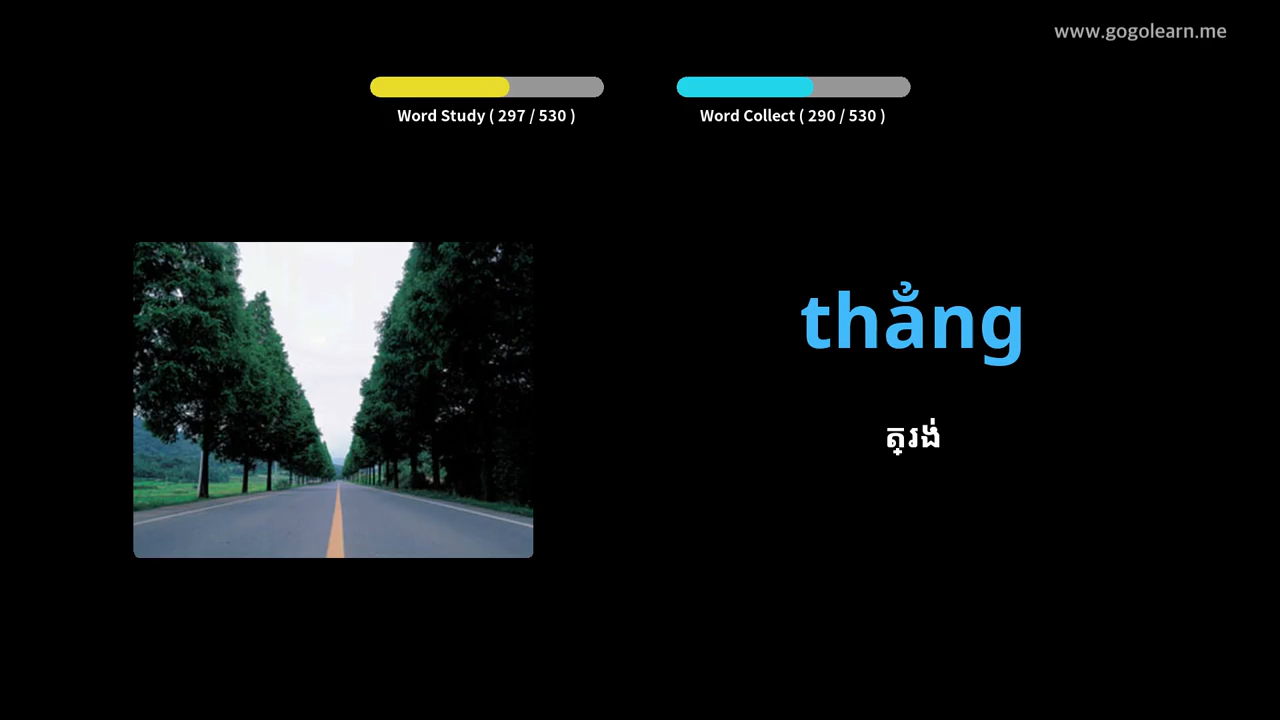 www.gogolearn.me
Word Study ( 297 / 530 )
Word Collect ( 290 / 530 )
thẳng
ត្រង់